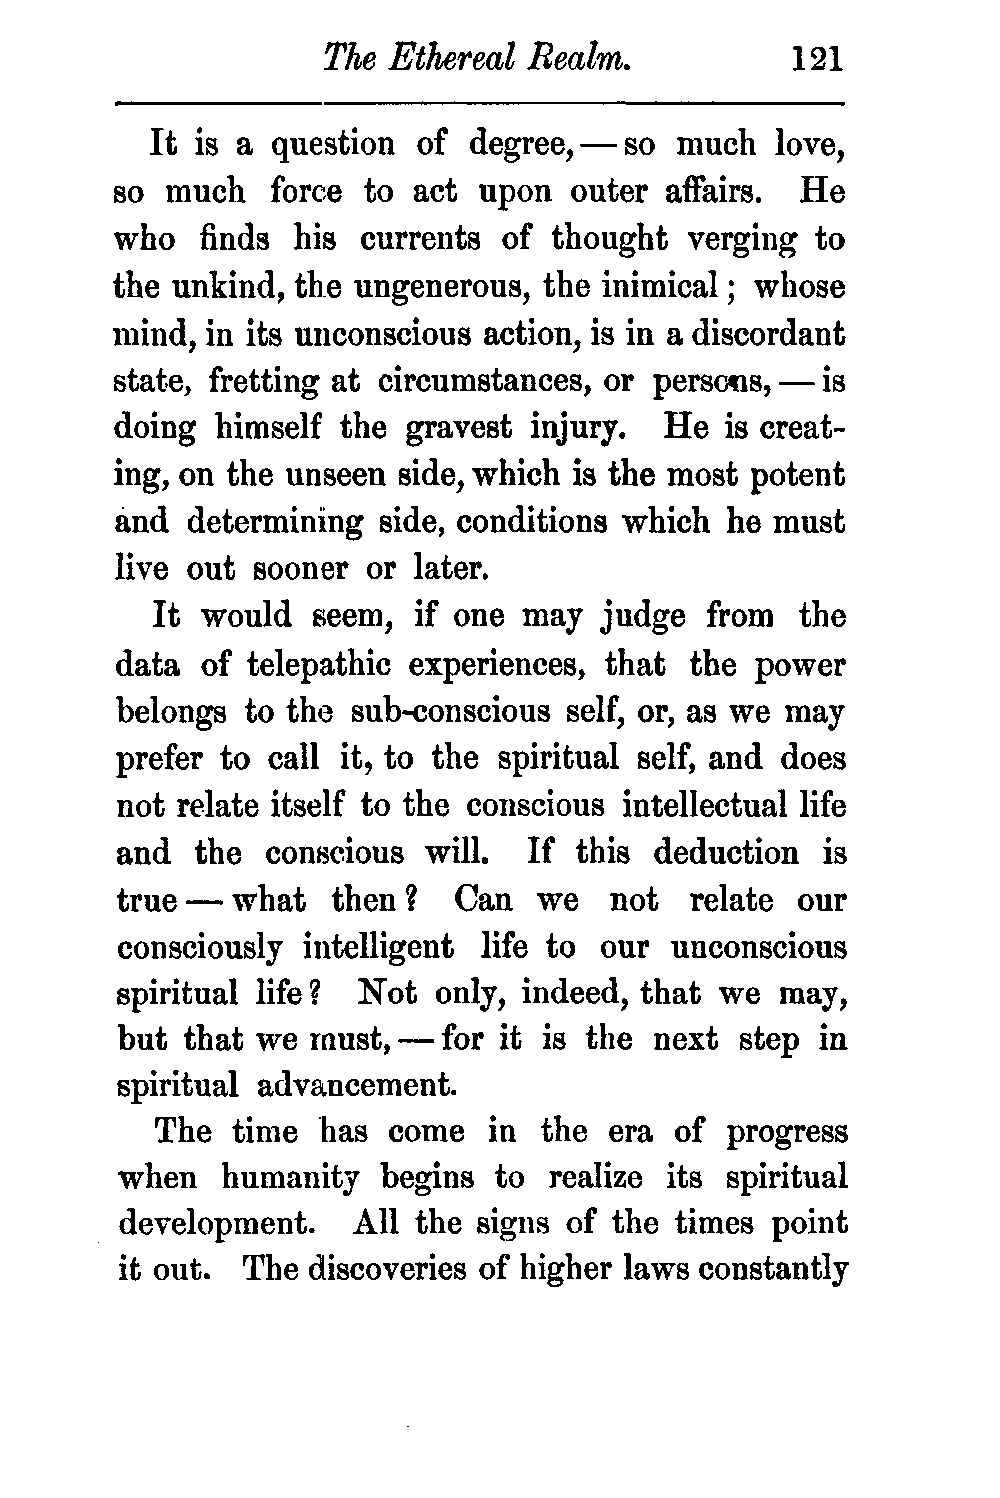 The Ethereal Realm. 121
It is a question of degree, — so much love,
so much force to act upon outer affairs. He
who finds his currents of thought verging to
the unkind, the ungenerous, the inimical ; whose
mind, in its unconscious action, is in a discordant
state, fretting at circumstances, or persons, — is
doing himself the gravest injury. He is creat-
ing, on the unseen side, which is the most potent
and determining side, conditions which he must
live out sooner or later.
It would seem, if one may judge from the
data of telepathic experiences, that the power
belongs to the sub-conscious self, or, as we may
prefer to call it, to the spiritual self, and does
not relate itself to the conscious intellectual life
and the conscious will. If this deduction is
true — what then ? Can we not relate our
consciously intelligent life to our unconscious
spiritual life ? Not only, indeed, that we may,
but that we must, — for it is the next step in
spiritual advancement.
The time has come in the era of progress
when humanity begins to realize its spiritual
development. All the signs of the times point
it out. The discoveries of higher laws constantly